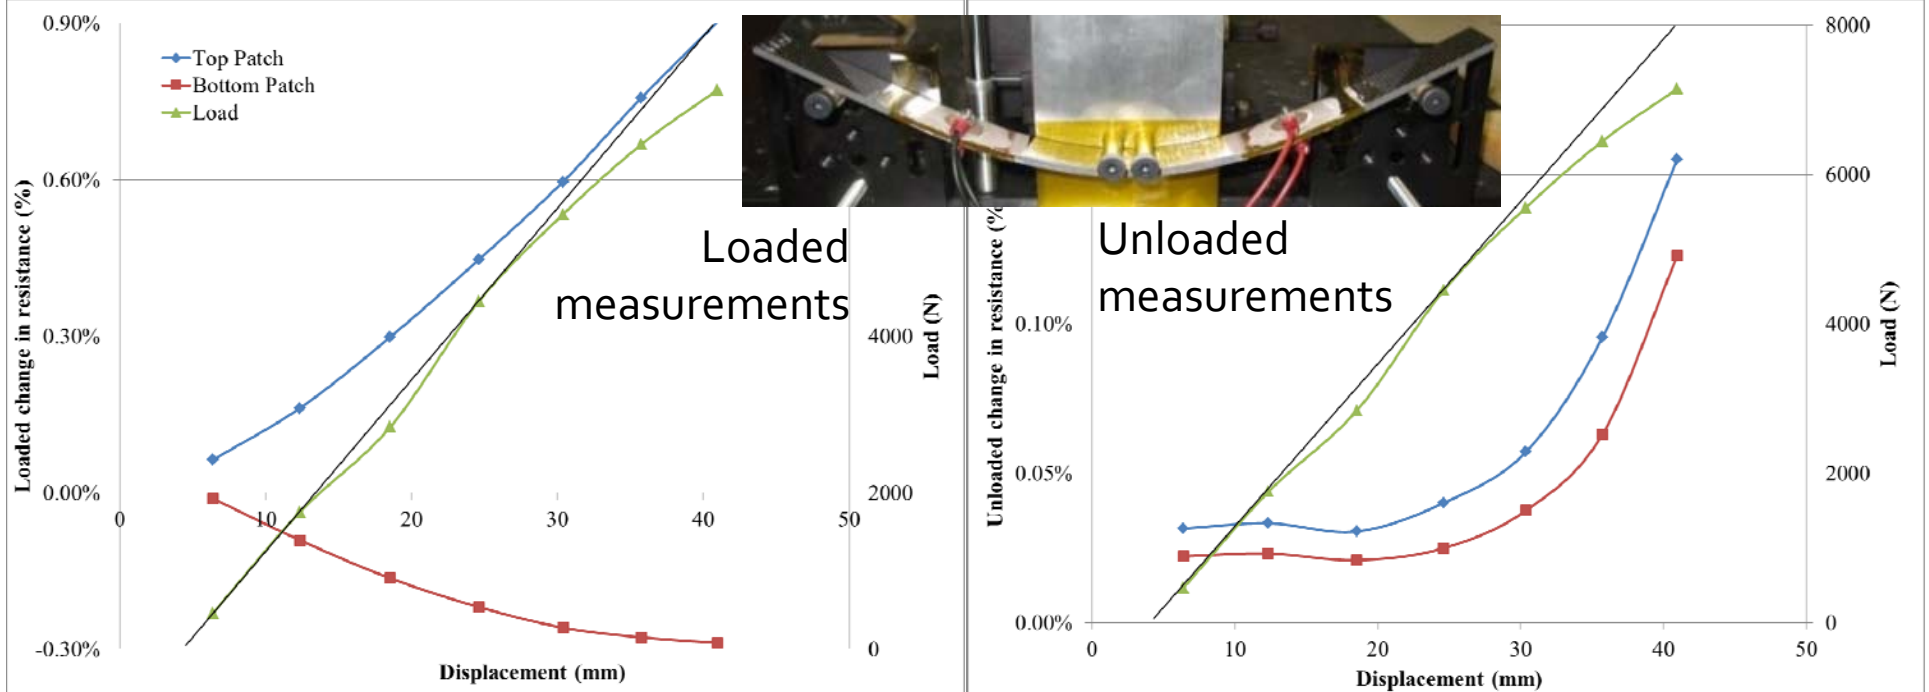 0.90%
Top Patch
Bottom Patch
Load
0.60%
0.30%
0.00%
-0.30%
Loaded change in resistance (%)
0
10
20
30
40
50
Displacement (mm)
4000
2000
0
Load (N)
Loaded
measurements
Unloaded
measurements
0.10%
0.05%
0.00%
Unloaded change in resistance (%
0
10
20
30
40
50
Displacement (mm)
8000
6000
4000
2000
0
Load (N)